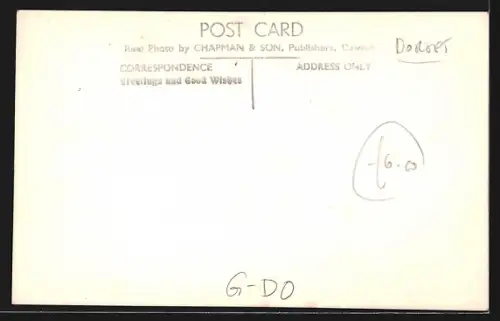 POST CARD
Real Photo by CHAPMAN & SON, Publishers, Dawlish
DORSET
CORRESPONDENCE
ADDRESS ONLY
Greetings and Good Wishes
£6.00
G-DO